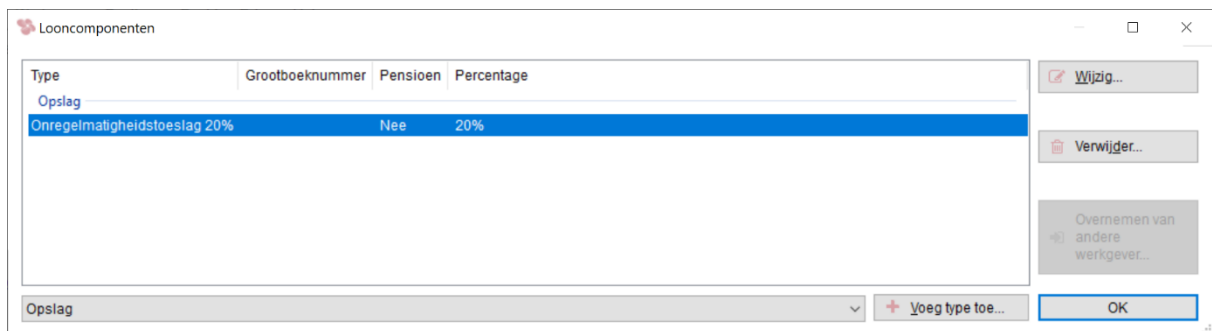 Looncomponenten
Type Grootboeknummer Pensioen Percentage
Opslag
Onregelmatigheidstoeslag 20% Nee 20%
Wijzig...
Verwijder...
Overnemen van
andere
werkgever...
Opslag
Voeg type toe...
OK